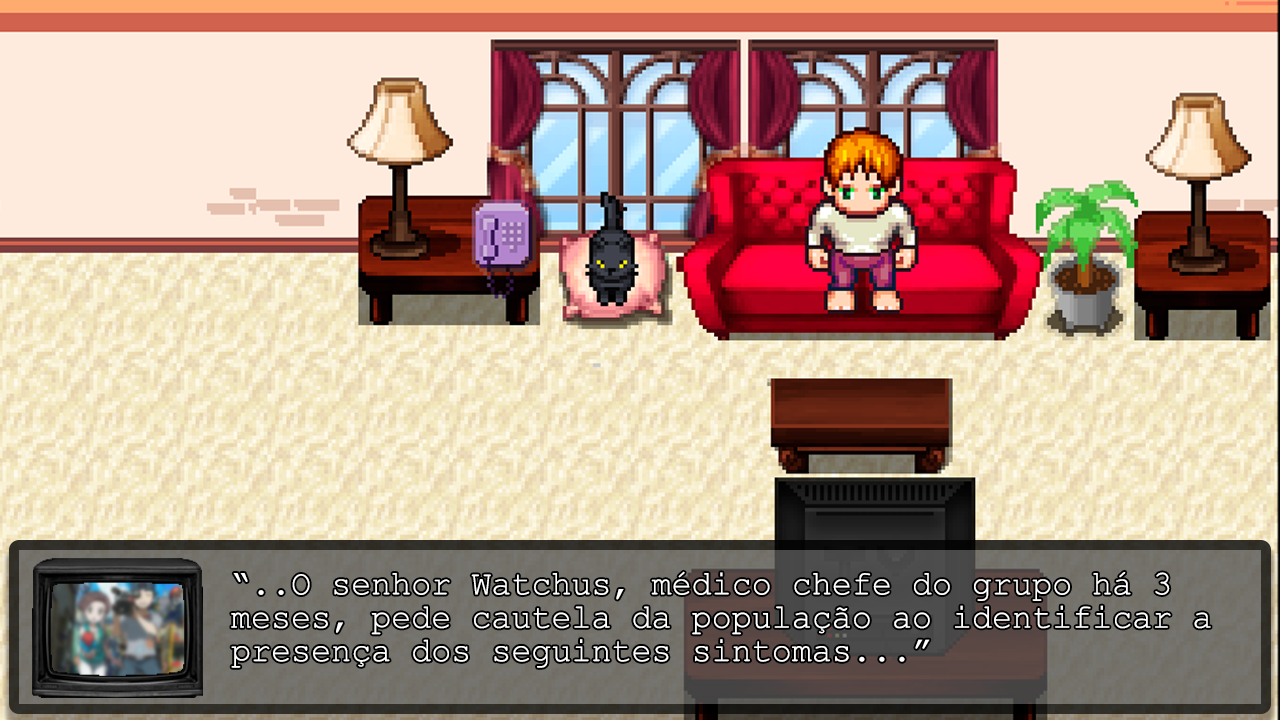 “..O senhor Watchus, médico chefe do grupo há 3
meses, pede cautela da população ao identificar a
presença dos seguintes sintomas...”